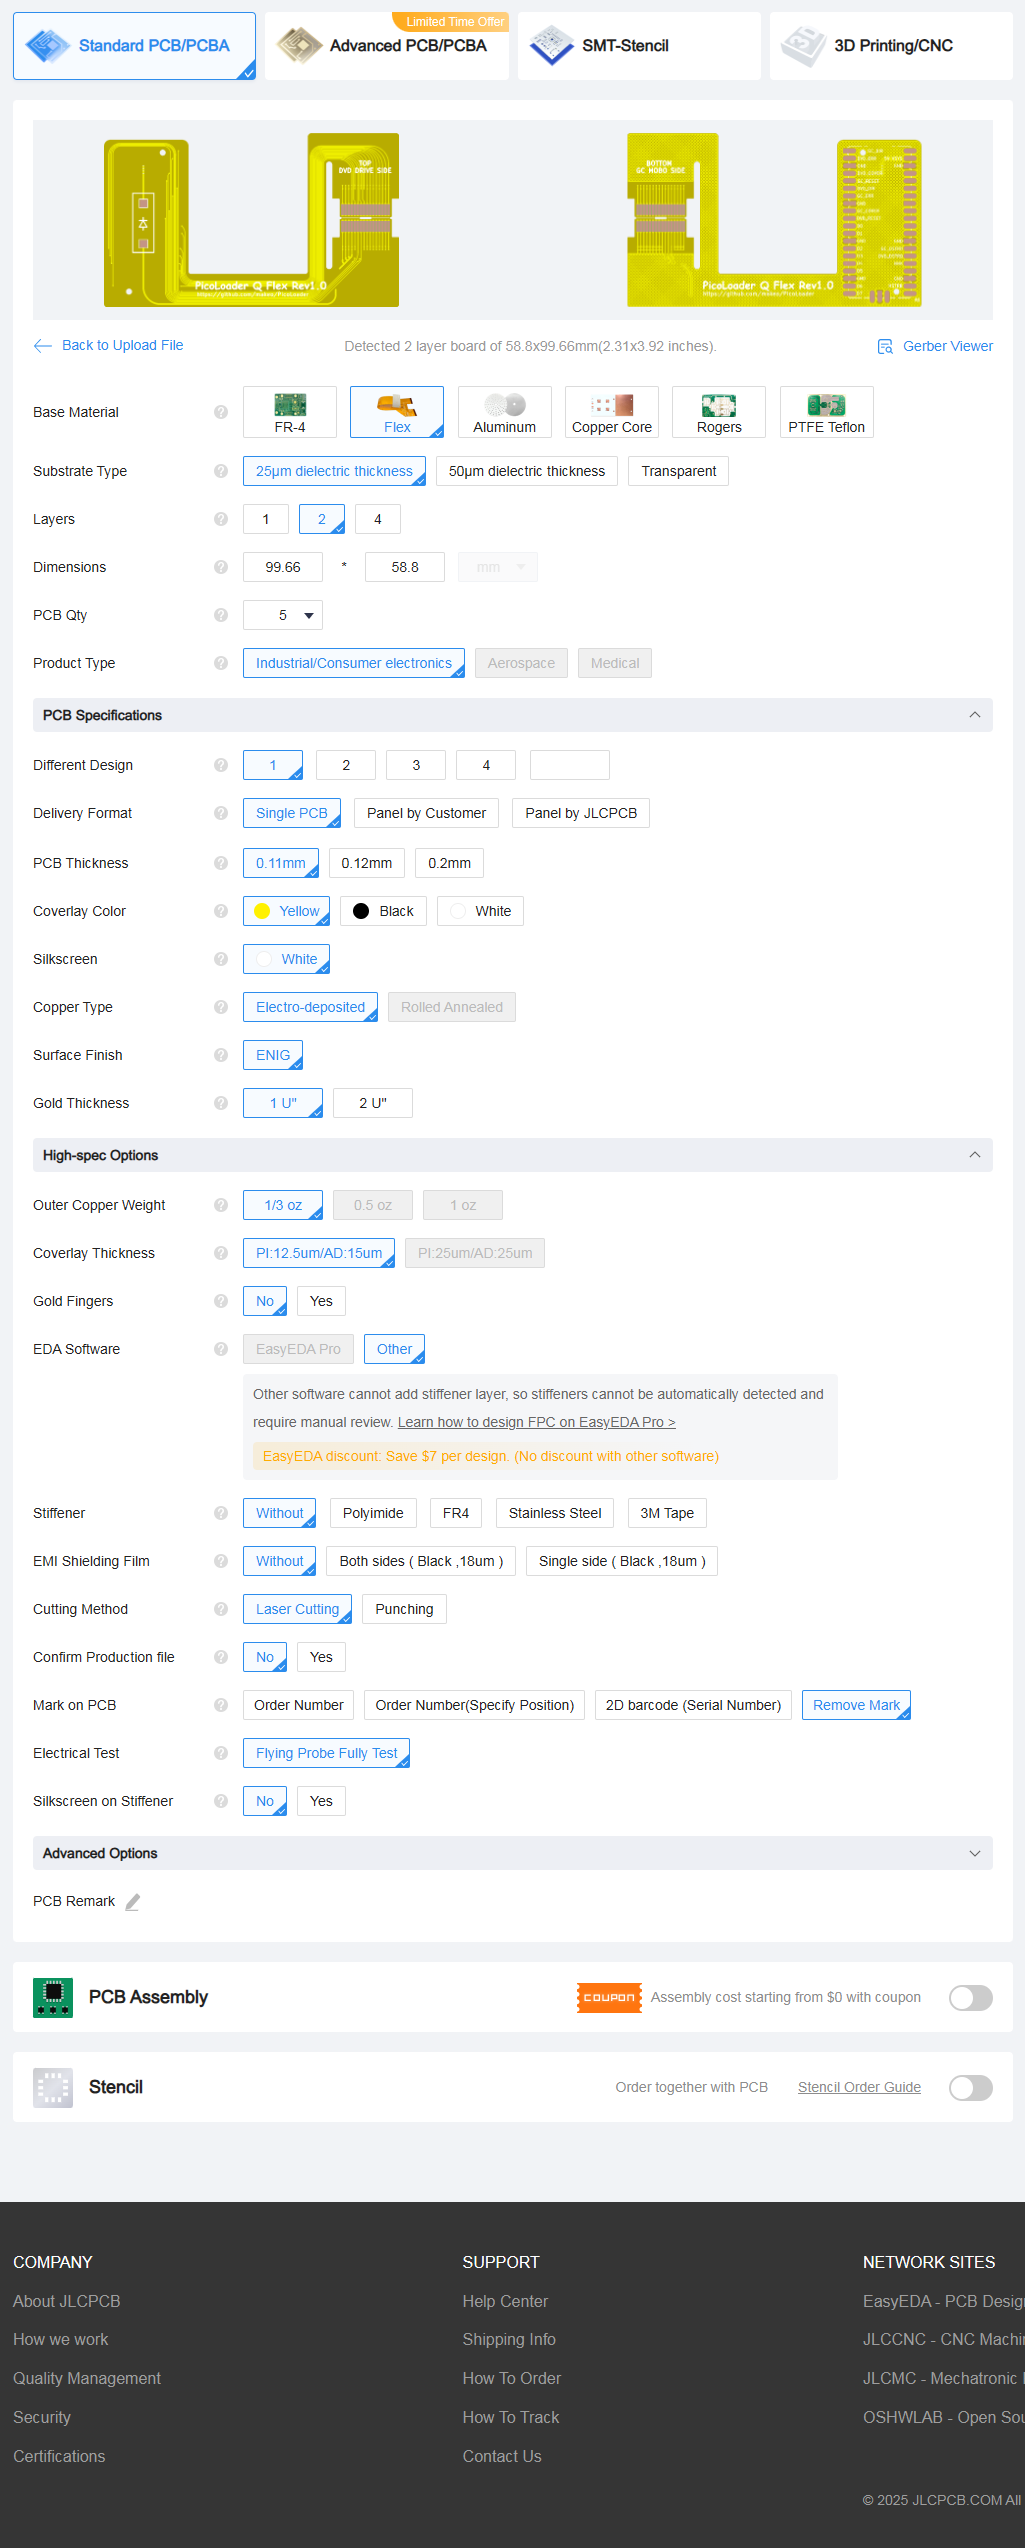 Limited Time Offer
Standard PCB/PCBA
Advanced PCB/PCBA
SMT-Stencil
3D Printing/CNC
TOP
DVD DRIVE SIDE
PicoLoader Q Flex Rev1.0
BOTTOM
GC MOBO SIDE
PicoLoader Q Flex Rev1.0
Back to Upload File
Detected 2 layer board of 58.8x99.66mm(2.31x3.92 inches).
Gerber Viewer
Base Material ? FR-4 Flex Aluminum Copper Core Rogers PTFE Teflon
Substrate Type ? 25μm dielectric thickness 50μm dielectric thickness Transparent
Layers ? 1 2 4
Dimensions ? 99.66 * 58.8 mm
PCB Qty ? 5
Product Type ? Industrial/Consumer electronics Aerospace Medical
PCB Specifications
Different Design ? 1 2 3 4
Delivery Format ? Single PCB Panel by Customer Panel by JLCPCB
PCB Thickness ? 0.11mm 0.12mm 0.2mm
Coverlay Color ? Yellow Black White
Silkscreen ? White
Copper Type ? Electro-deposited Rolled Annealed
Surface Finish ? ENIG
Gold Thickness ? 1 U" 2 U"
High-spec Options
Outer Copper Weight ? 1/3 oz 0.5 oz 1 oz
Coverlay Thickness ? PI:12.5um/AD:15um PI:25um/AD:25um
Gold Fingers ? No Yes
EDA Software ? EasyEDA Pro Other
Other software cannot add stiffener layer, so stiffeners cannot be automatically detected and
require manual review. Learn how to design FPC on EasyEDA Pro >
EasyEDA discount: Save $7 per design. (No discount with other software)
Stiffener ? Without Polyimide FR4 Stainless Steel 3M Tape
EMI Shielding Film ? Without Both sides ( Black ,18um ) Single side ( Black ,18um )
Cutting Method ? Laser Cutting Punching
Confirm Production file ? No Yes
Mark on PCB ? Order Number Order Number(Specify Position) 2D barcode (Serial Number) Remove Mark
Electrical Test ? Flying Probe Fully Test
Silkscreen on Stiffener ? No Yes
Advanced Options
PCB Remark
PCB Assembly
COUPON
Assembly cost starting from $0 with coupon
Stencil
Order together with PCB
Stencil Order Guide
COMPANY
About JLCPCB
How we work
Quality Management
Security
Certifications
SUPPORT
Help Center
Shipping Info
How To Order
How To Track
Contact Us
NETWORK SITES
EasyEDA - PCB Desig
JLCCNC - CNC Machi
JLCMC - Mechatronic
OSHWLAB - Open Sou
© 2025 JLCPCB.COM All